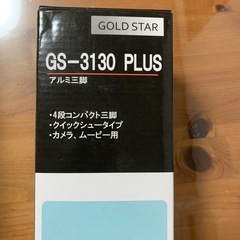 GOLD STAR
GS-3130 PLUS
アルミ三脚
・4段コンパクト三脚
・クイックシュータイプ
・カメラ、ムービー用